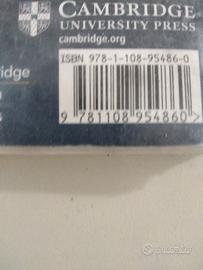 CAMBRIDGE
UNIVERSITY PRESS
cambridge.org
ridge
ISBN 978-1-108-95486-0
9 781108 954860 >